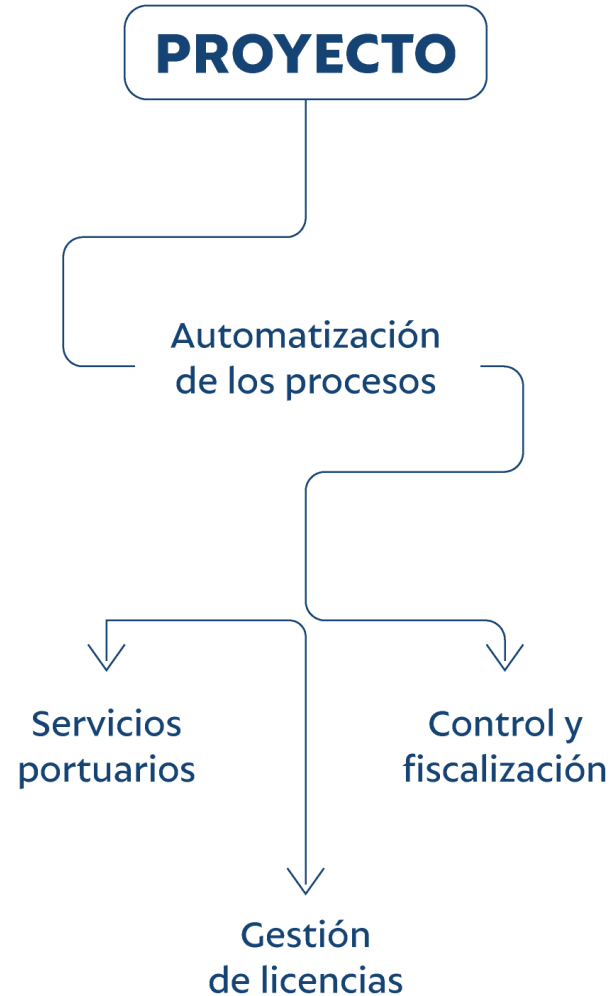 PROYECTO
Automatización
de los procesos
Servicios
portuarios
Control y
fiscalización
Gestión
de licencias